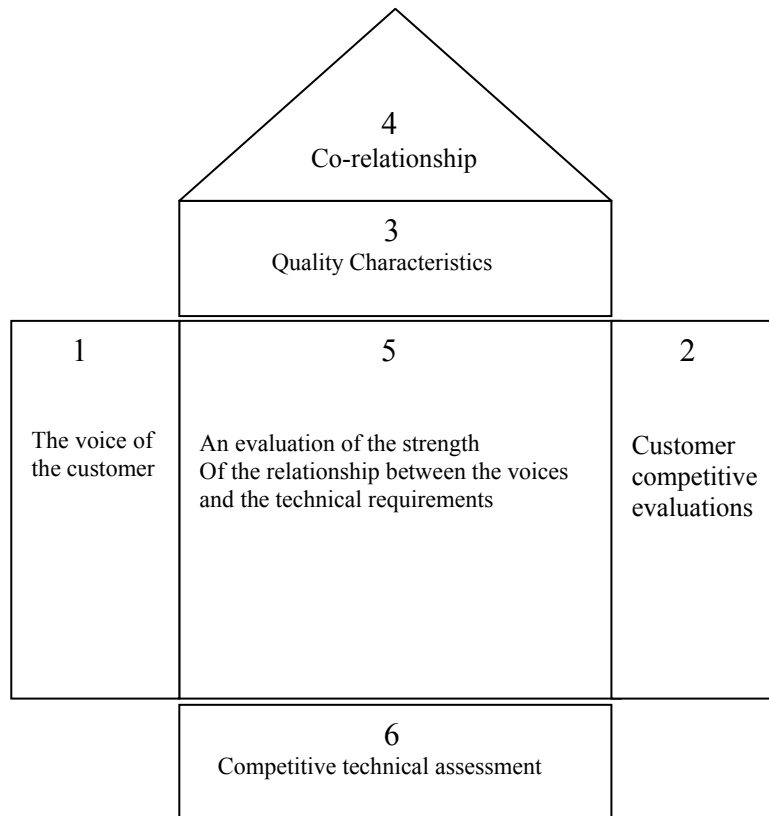 4
Co-relationship
3
Quality Characteristics
1
The voice of
the customer
5
An evaluation of the strength
Of the relationship between the voices
and the technical requirements
2
Customer
competitive
evaluations
6
Competitive technical assessment